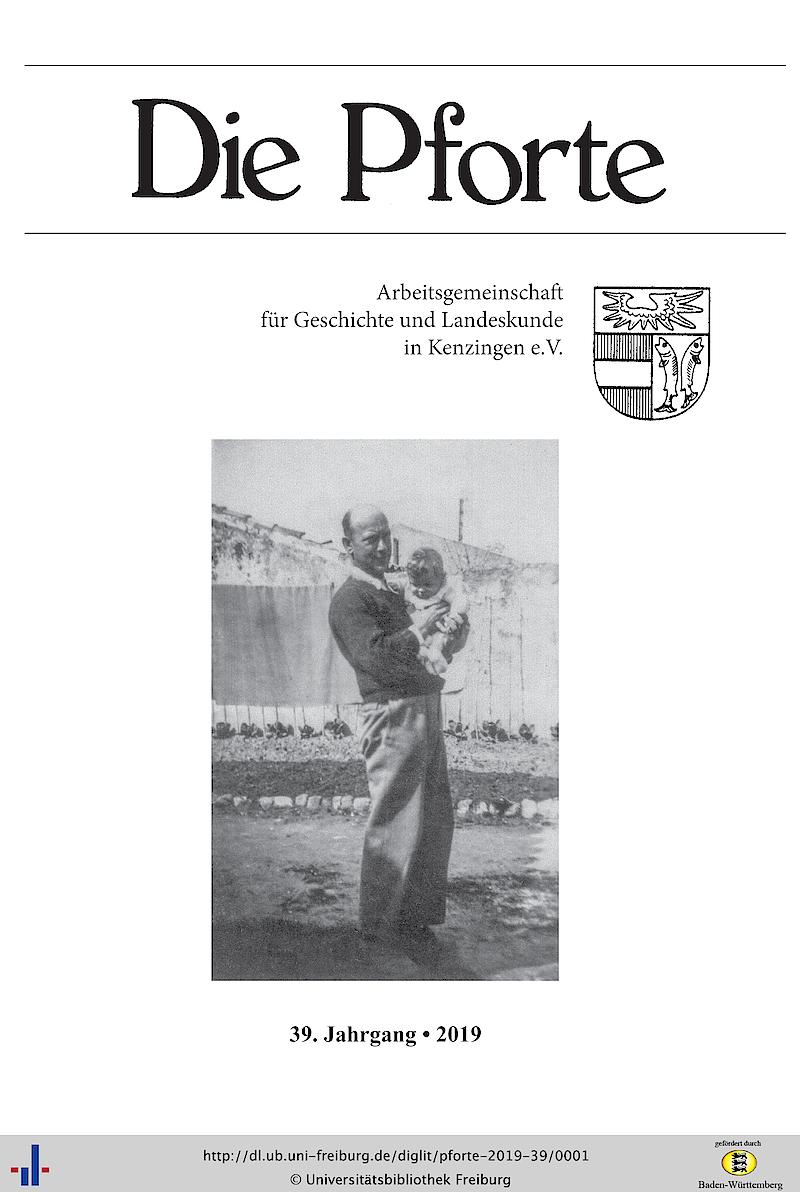 Die Pforte
Arbeitsgemeinschaft
für Geschichte und Landeskunde
in Kenzingen e.V.
39. Jahrgang • 2019
http://dl.ub.uni-freiburg.de/diglit/pforte-2019-39/0001
© Universitätsbibliothek Freiburg
gefördert durch
Baden-Württemberg